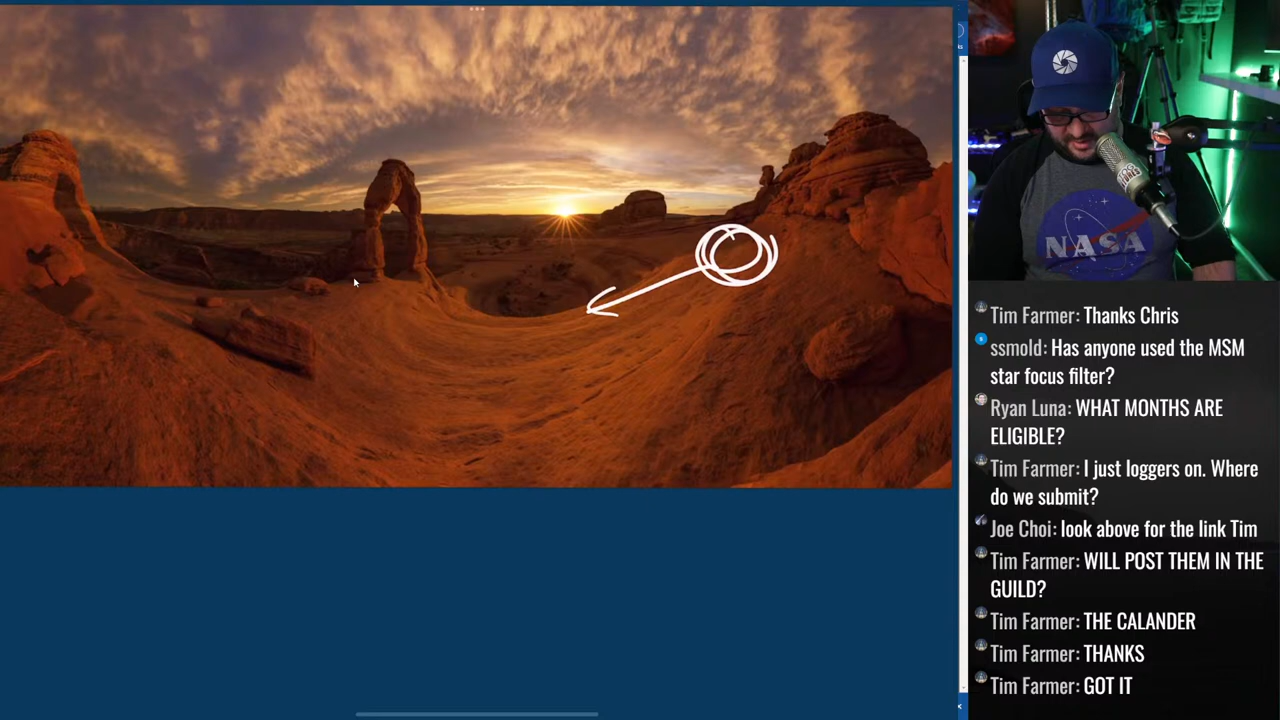 NASA
Tim Farmer: Thanks Chris
ssmold: Has anyone used the MSM
star focus filter?
Ryan Luna: WHAT MONTHS ARE
ELIGIBLE?
Tim Farmer: I just loggers on. Where
do we submit?
Joe Choi: look above for the link Tim
Tim Farmer: WILL POST THEM IN THE
GUILD?
Tim Farmer: THE CALANDER
Tim Farmer: THANKS
Tim Farmer: GOT IT